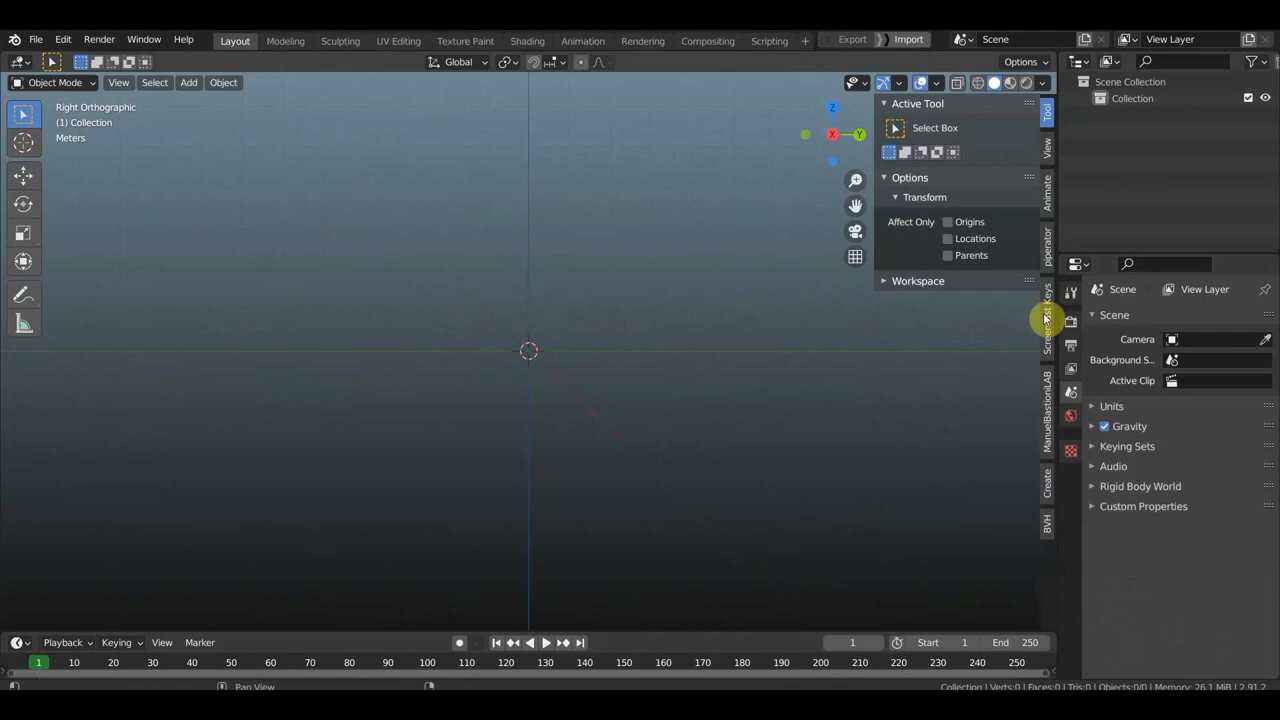 File Edit Render Window Help Layout Modeling Sculpting UV Editing Texture Paint Shading Animation Rendering Compositing Scripting + Export Import Scene View Layer
Global Options
Object Mode View Select Add Object
Right Orthographic
(1) Collection
Meters
Z
X
Y
Active Tool
Select Box
Options
Transform
Affect Only Origins
Locations
Parents
Workspace
Tool
View
Animate
piperator
Keys
ManuelBastioniLAB
Create
BVH
Scene Collection
Collection
Scene View Layer
Scene
Camera
Background S...
Active Clip
Units
Gravity
Keying Sets
Audio
Rigid Body World
Custom Properties
Playback Keying View Marker 1 Start 1 End 250
1 10 20 30 40 50 60 70 80 90 100 110 120 130 140 150 160 170 180 190 200 210 220 230 240 250
Pan View Collection | Verts:0 | Faces:0 | Tris:0 | Objects:0/0 | Memory: 26.1 MiB | 2.91.2